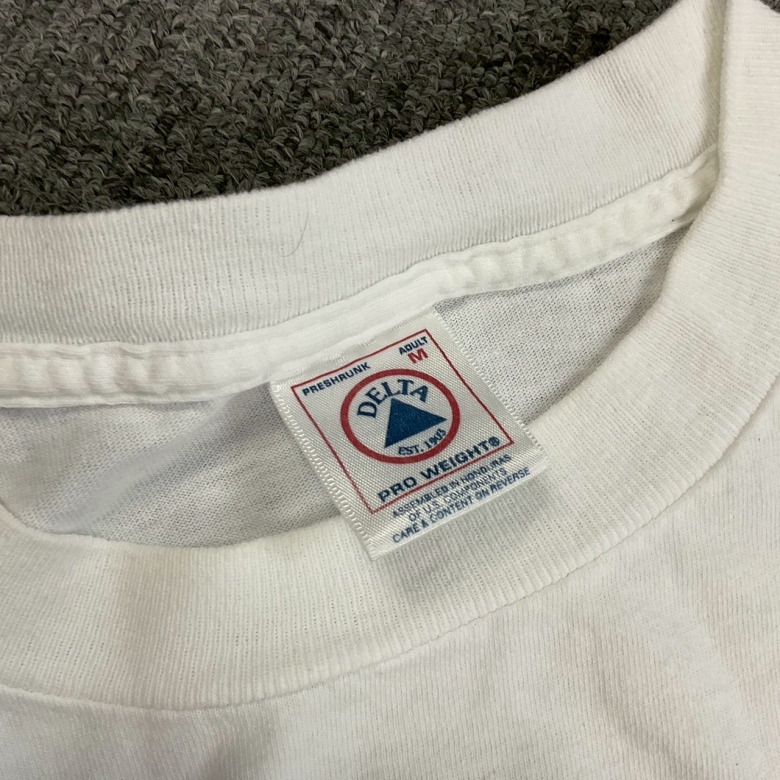 PRESHRUNK
ADULT
M
DELTA
EST. 1903
PRO WEIGHT®
ASSEMBLED IN HONDURAS
OF U.S. COMPONENTS
CARE & CONTENT ON REVERSE